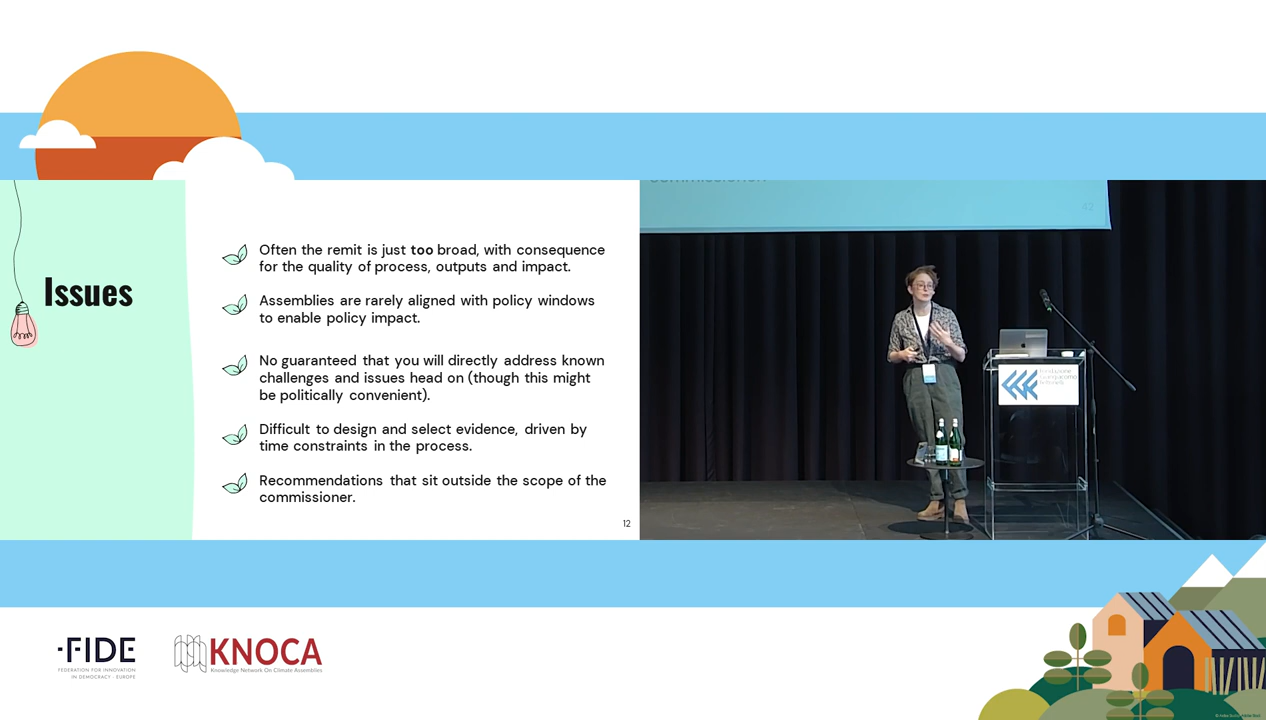 Issues
Often the remit is just too broad, with consequence
for the quality of process, outputs and impact.
Assemblies are rarely aligned with policy windows
to enable policy impact.
No guaranteed that you will directly address known
challenges and issues head on (though this might
be politically convenient).
Difficult to design and select evidence, driven by
time constraints in the process.
Recommendations that sit outside the scope of the
commissioner.
12
42
·FIDE
FEDERATION FOR INNOVATION
IN DEMOCRACY - EUROPE
KNOCA
Knowledge Network On Climate Assemblies